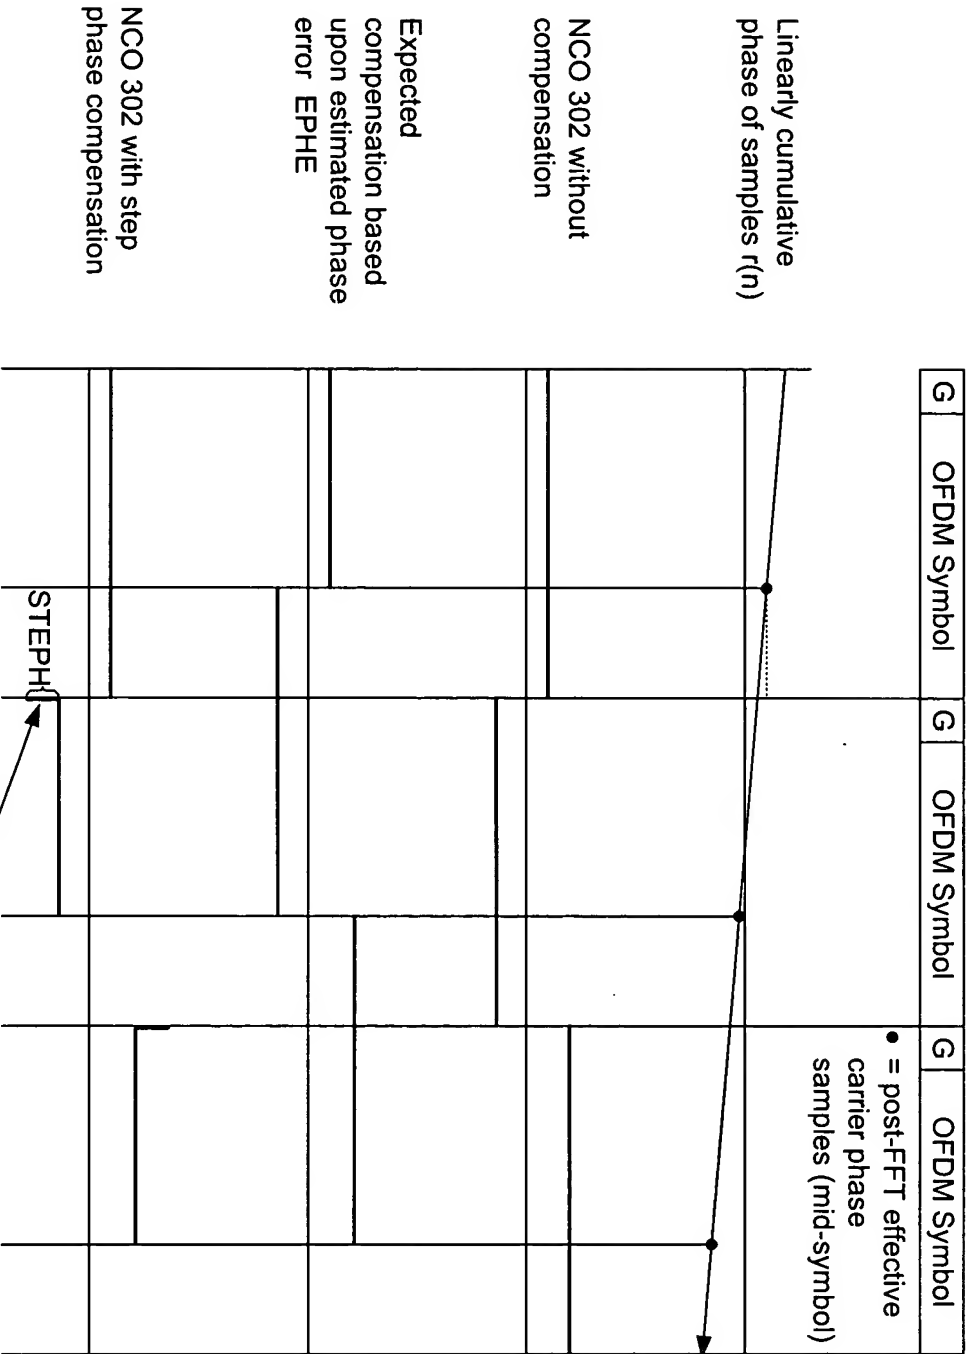 G
OFDM Symbol
G
OFDM Symbol
G
OFDM Symbol
● = post-FFT effective
carrier phase
samples (mid-symbol)
Linearly cumulative
phase of samples r(n)
NCO 302 without
compensation
Expected
compensation based
upon estimated phase
error EPHE
NCO 302 with step
phase compensation
STEPH